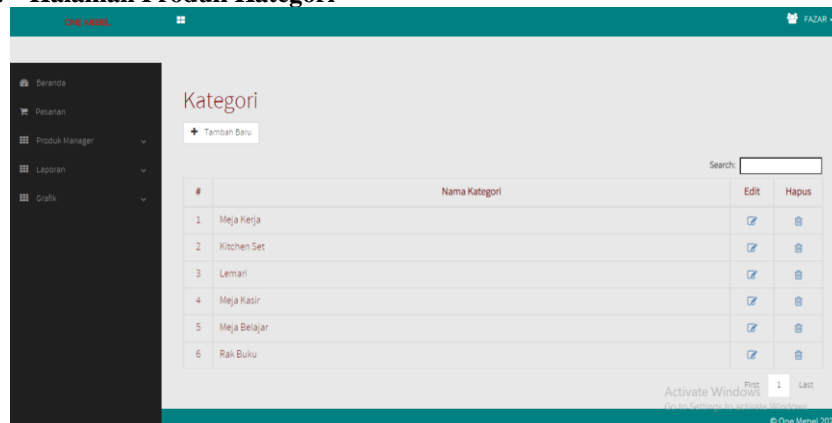 Halaman Produk Kategori
ONE MEBEL
FAZAR
Beranda
Pesanan
Produk Manager
Laporan
Grafik
Kategori
+ Tambah Baru
Search:
# Nama Kategori Edit Hapus
1 Meja Kerja
2 Kitchen Set
3 Lemari
4 Meja Kasir
5 Meja Belajar
6 Rak Buku
First 1 Last
Activate Windows
Go to Settings to activate Windows.
© One Mebel